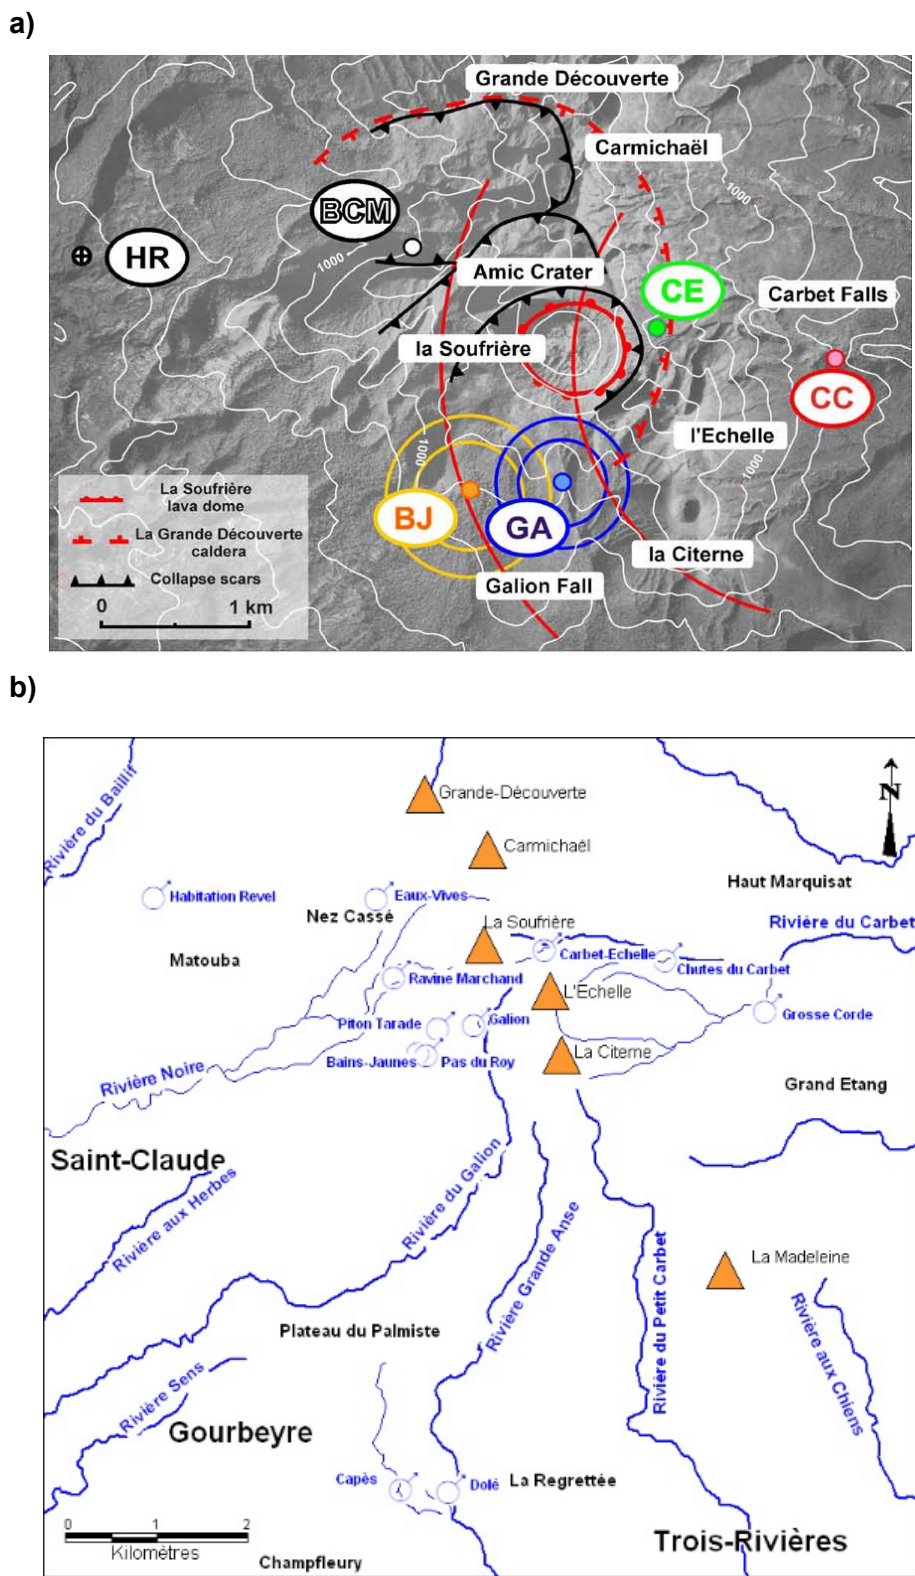 a)
Grande Découverte
Carmichaël
1000
BCM
HR
1000
Amic Crater
CE
Carbet Falls
la Soufrière
CC
l'Echelle
1000
1000
BJ
GA
la Citerne
Galion Fall
La Soufrière
lava dome
La Grande Découverte
caldera
Collapse scars
0 1 km
b)
Rivière du Baillif
Grande-Découverte
N
Carmichaël
Haut Marquisat
Habitation Revel
Eaux-Vives
Nez Cassé
La Soufrière
Rivière du Carbet
Matouba
Carbet-Echelle
Chutes du Carbet
Ravine Marchand
L'Echelle
Grosse Corde
Piton Tarade
Galion
Bains-Jaunes
Pas du Roy
La Citerne
Rivière Noire
Grand Etang
Saint-Claude
Rivière aux Herbes
Rivière du Galion
Rivière Grande Anse
Rivière du Petit Carbet
La Madeleine
Rivière aux Chiens
Plateau du Palmiste
Rivière Sens
Gourbeyre
Capès
Dolé
La Regrettée
0 1 2
Kilomètres
Trois-Rivières
Champfleury